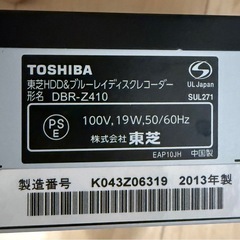 TOSHIBA
東芝HDD&ブルーレイディスクレコーダー
形名 DBR-Z410
S
UL Japan
SUL271
PS
E
100V, 19W, 50/60Hz
株式会社 東芝
EAP10JH 中国製
製造番号 K043Z06319 2013年製